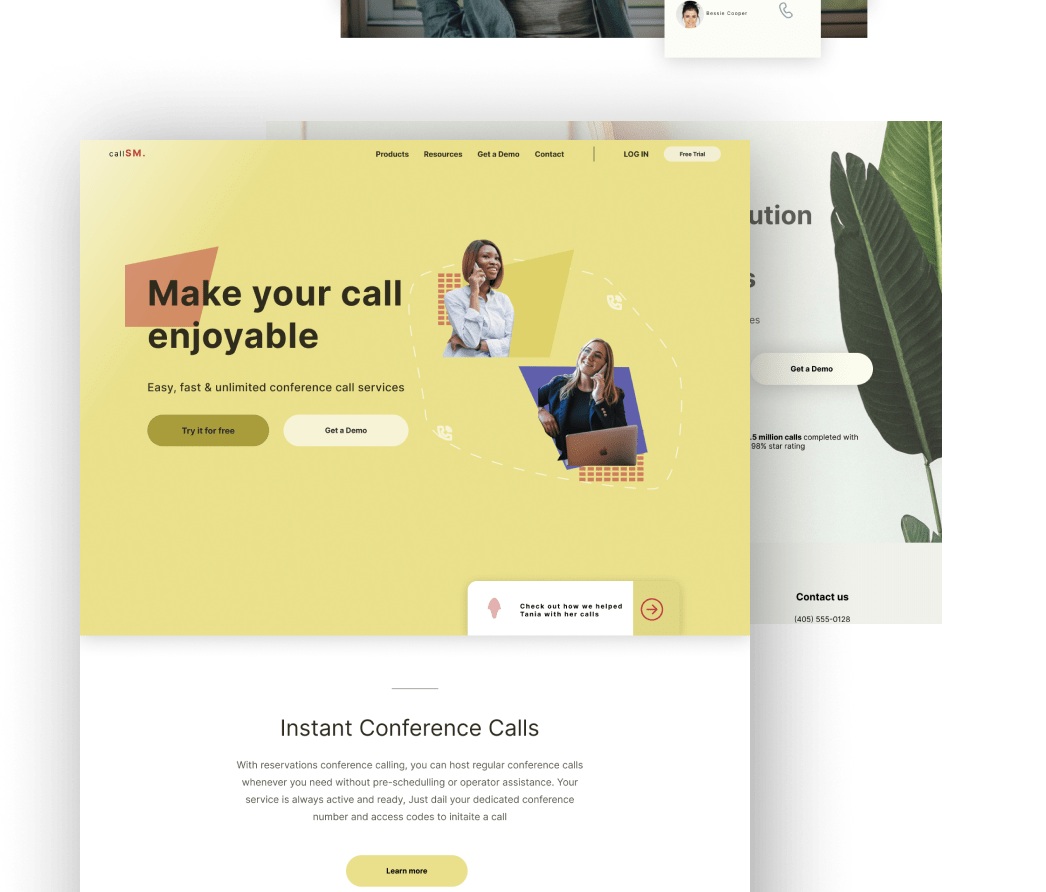 Bessie Cooper
callSM.
Products Resources Get a Demo Contact LOG IN Free Trial
Make your call
enjoyable
Easy, fast & unlimited conference call services
Try it for free Get a Demo
Check out how we helped
Tania with her calls
Instant Conference Calls
With reservations conference calling, you can host regular conference calls
whenever you need without pre-schedulling or operator assistance. Your
service is always active and ready, Just dail your dedicated conference
number and access codes to initaite a call
Learn more
ution
s
es
Get a Demo
.5 million calls completed with
98% star rating
Contact us
(405) 555-0128